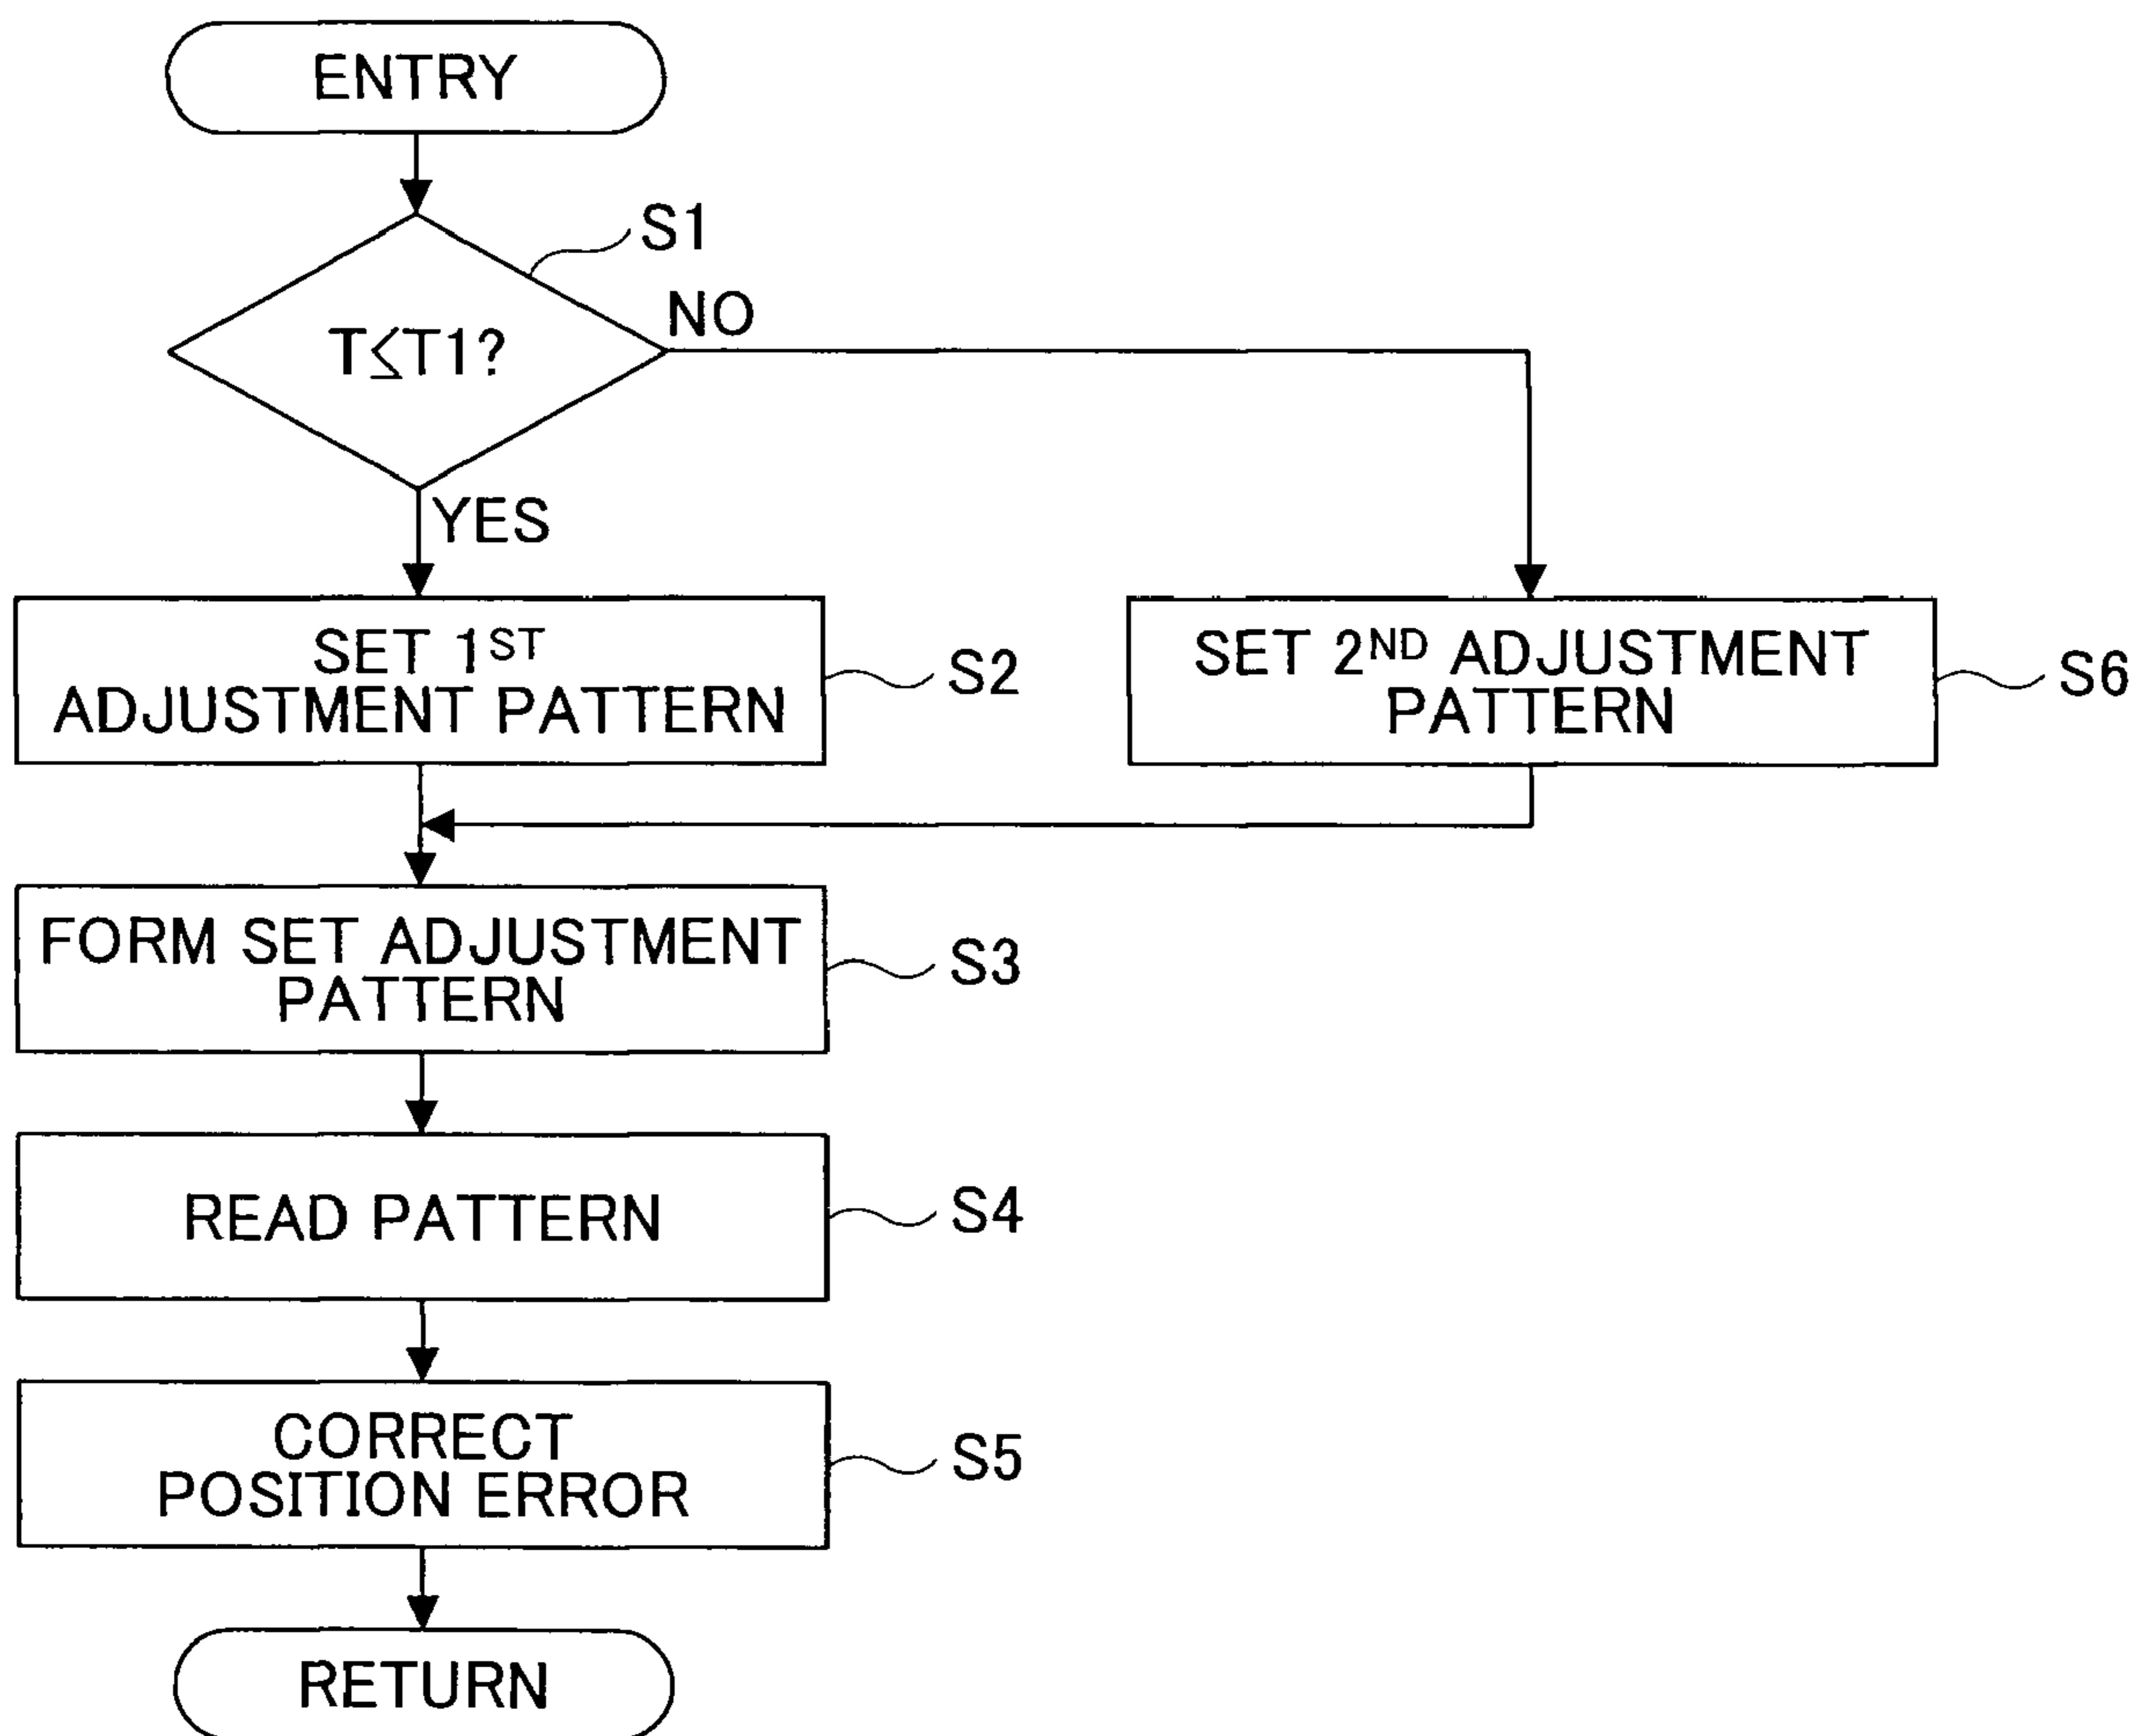 ENTRY
S1
T≦T1?
NO
YES
SET 1ST
ADJUSTMENT PATTERN
S2
SET 2ND ADJUSTMENT
PATTERN
S6
FORM SET ADJUSTMENT
PATTERN
S3
READ PATTERN
S4
CORRECT
POSITION ERROR
S5
RETURN